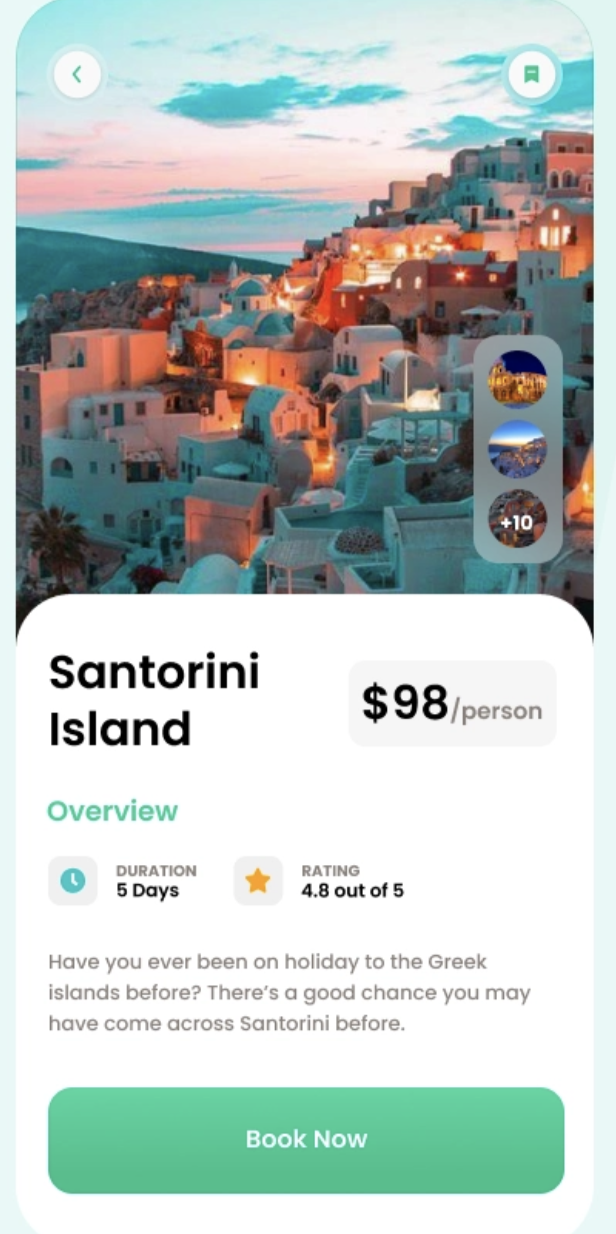 +10
Santorini
Island
$98/person
Overview
DURATION
5 Days
RATING
4.8 out of 5
Have you ever been on holiday to the Greek
islands before? There’s a good chance you may
have come across Santorini before.
Book Now